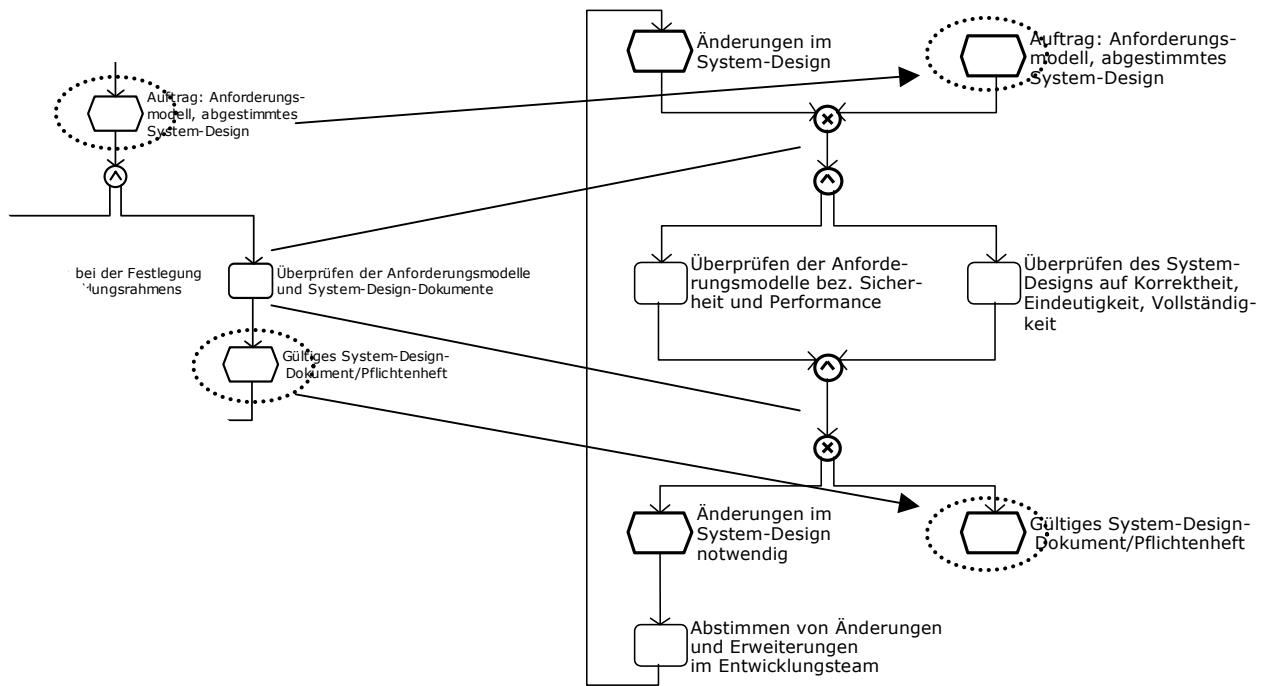 Auftrag: Anforderungs-
modell, abgestimmtes
System-Design
bei der Festlegung
Überprüfen der Anforderungsmodelle
und System-Design-Dokumente
Gültiges System-Design-
Dokument/Pflichtenheft
Änderungen im
System-Design
Auftrag: Anforderungs-
modell, abgestimmtes
System-Design
Überprüfen der Anforde-
rungsmodelle bez. Sicher-
heit und Performance
Überprüfen des System-
Designs auf Korrektheit,
Eindeutigkeit, Vollständig-
keit
Änderungen im
System-Design
notwendig
Gültiges System-Design-
Dokument/Pflichtenheft
Abstimmen von Änderungen
und Erweiterungen
im Entwicklungsteam